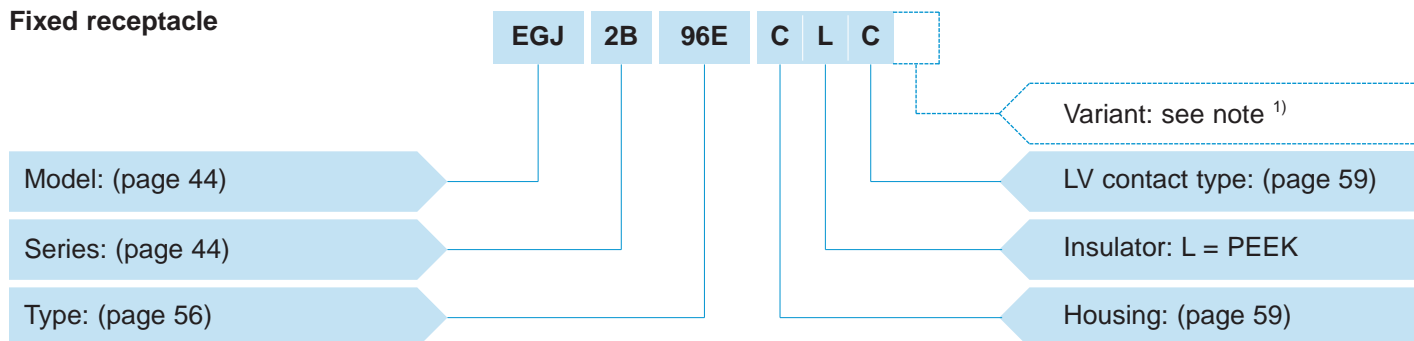 Fixed receptacle
EGJ 2B 96E C L C
Variant: see note 1)
Model: (page 44)
LV contact type: (page 59)
Series: (page 44)
Insulator: L = PEEK
Type: (page 56)
Housing: (page 59)